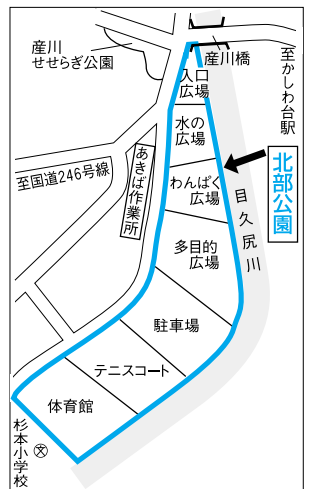 産川
せせらぎ公園
産川橋
至かしわ台駅
入口
広場
水の
広場
あきば作業所
至国道246号線
わんぱく
広場
北部公園
目久尻川
多目的
広場
駐車場
テニスコート
体育館
杉本小学校
文